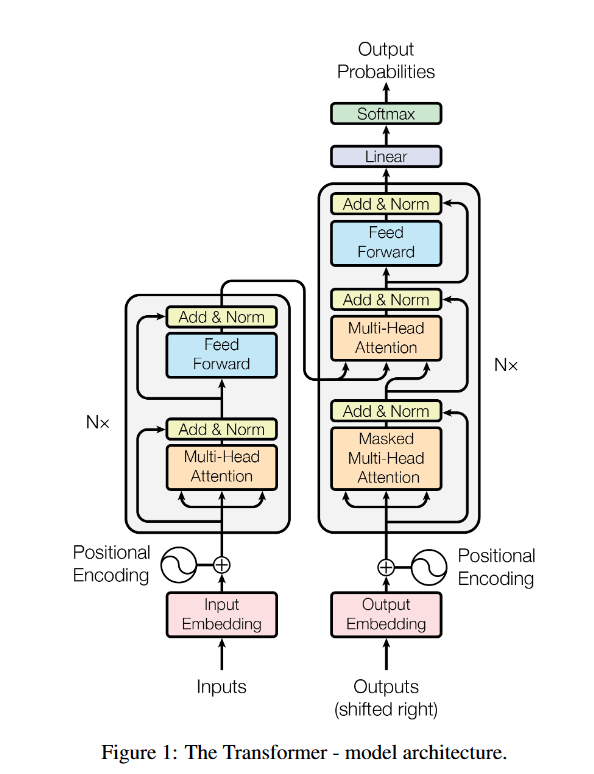 Output
Probabilities
Softmax
Linear
Add & Norm
Feed
Forward
Add & Norm
Multi-Head
Attention
Add & Norm
Masked
Multi-Head
Attention
N×
Positional
Encoding
Output
Embedding
Outputs
(shifted right)
Add & Norm
Feed
Forward
Add & Norm
Multi-Head
Attention
N×
Positional
Encoding
Input
Embedding
Inputs
Figure 1: The Transformer - model architecture.